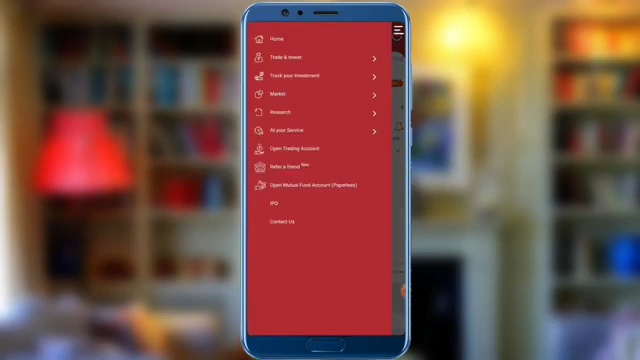 Home
Trade & Invest
Track your Investment
Market
Research
At your Service
Open Trading Account
Refer a friend New
Open Mutual Fund Account (Paperless)
IPO
Contact Us